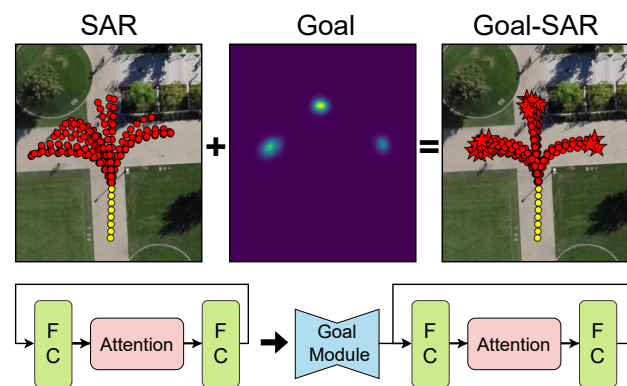 SAR
Goal
Goal-SAR
+
=
F
C
Attention
F
C
Goal
Module
F
C
Attention
F
C